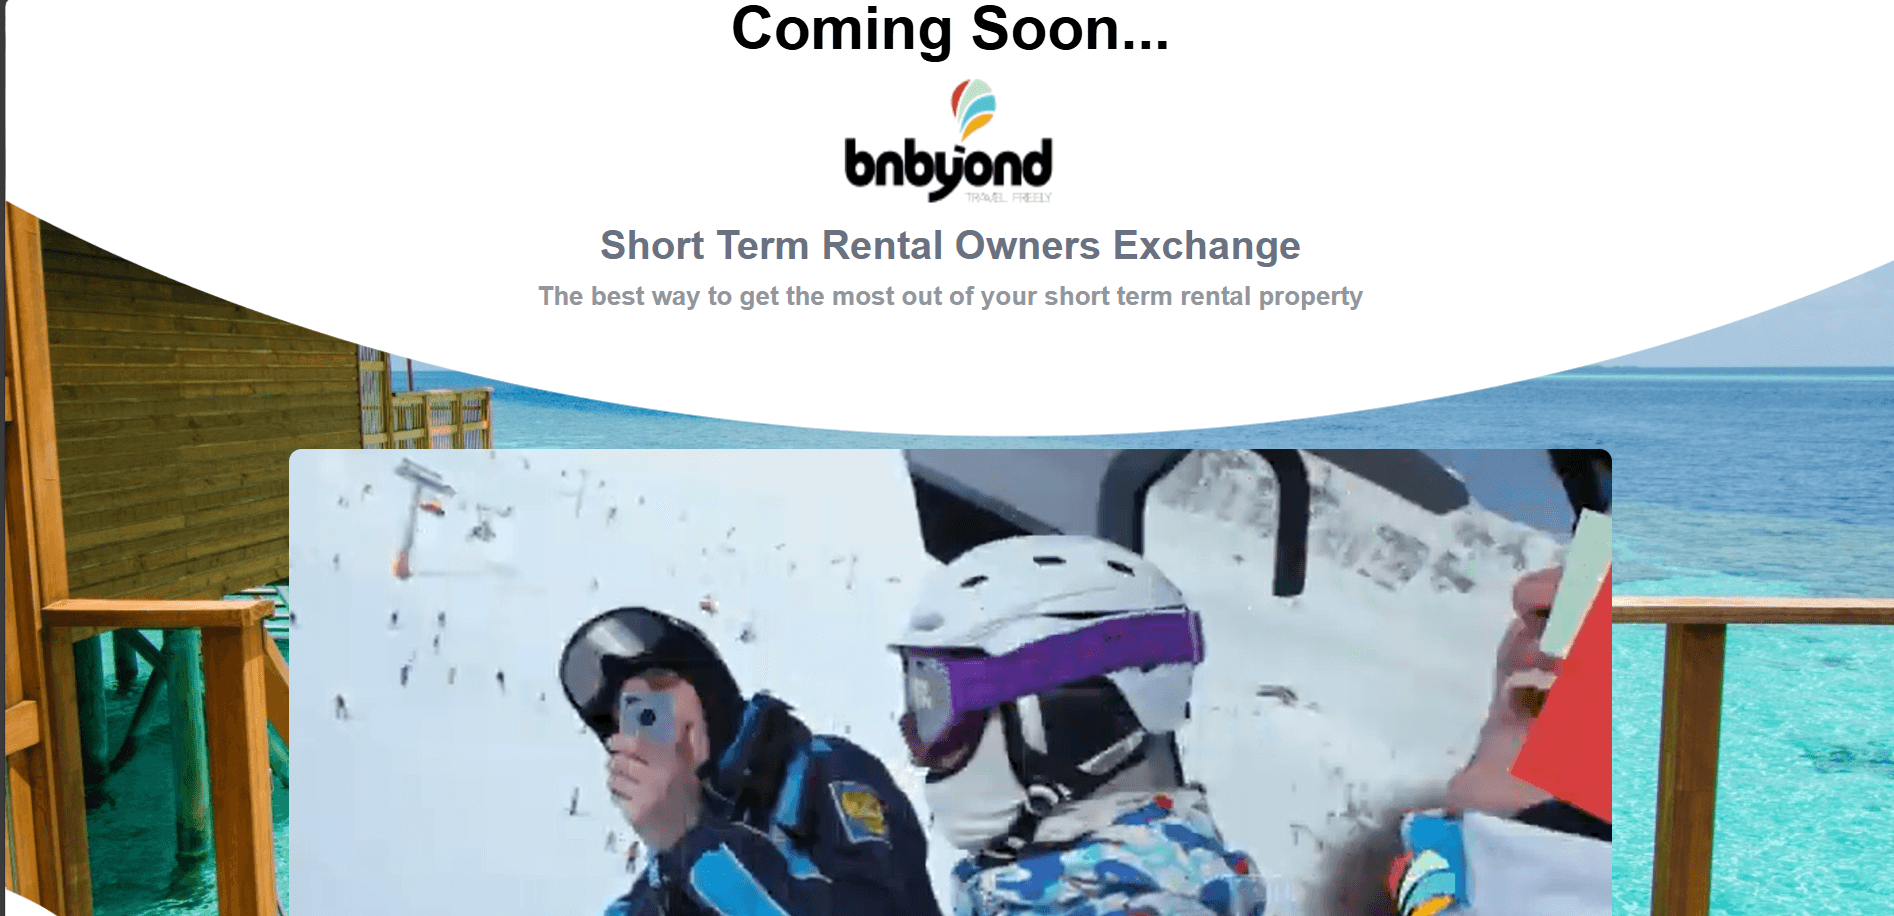 Coming Soon...
bnbyond
TRAVEL FREELY
Short Term Rental Owners Exchange
The best way to get the most out of your short term rental property